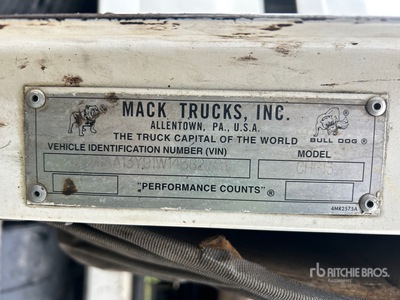 MACK TRUCKS, INC.
ALLENTOWN, PA., U.S.A.
THE TRUCK CAPITAL OF THE WORLD
BULL DOG ®
VEHICLE IDENTIFICATION NUMBER (VIN) MODEL
"PERFORMANCE COUNTS"®
4MR2575A
rb RITCHIE BROS.